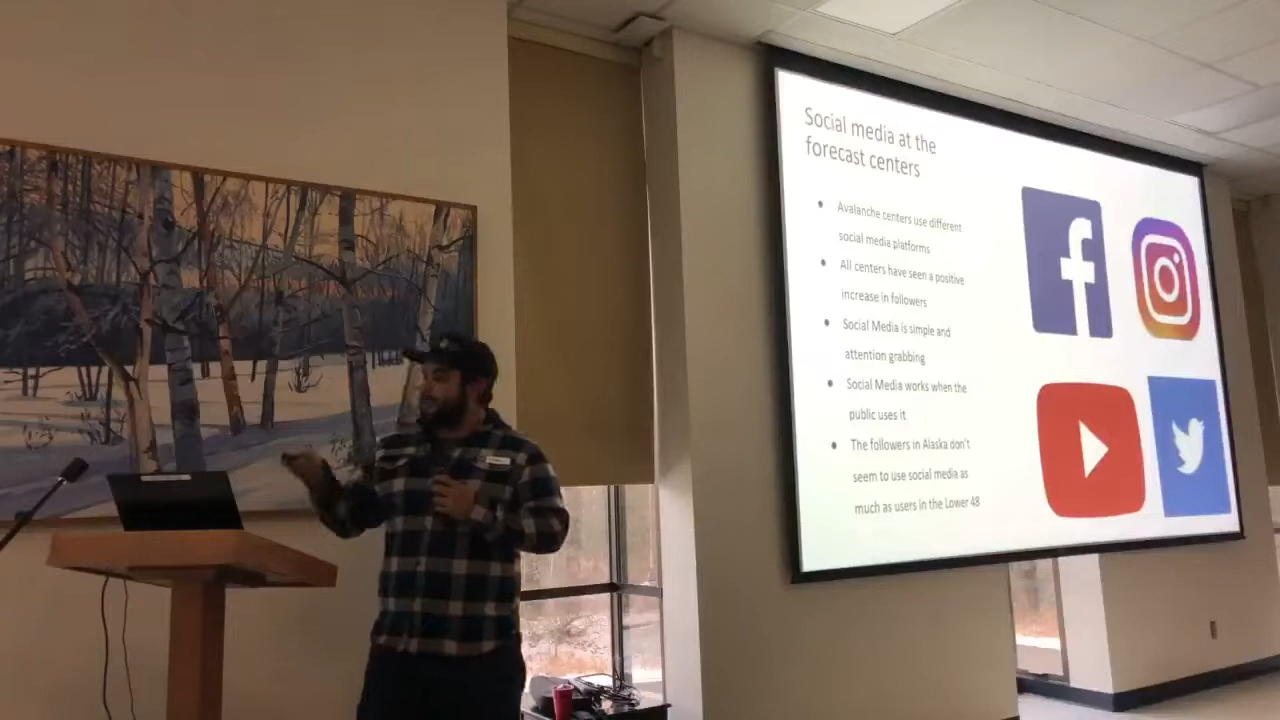 Social media at the
forecast centers
● Avalanche centers use different
social media platforms
● All centers have seen a positive
increase in followers
● Social Media is simple and
attention grabbing
● Social Media works when the
public uses it
● The followers in Alaska don't
seem to use social media as
much as users in the Lower 48